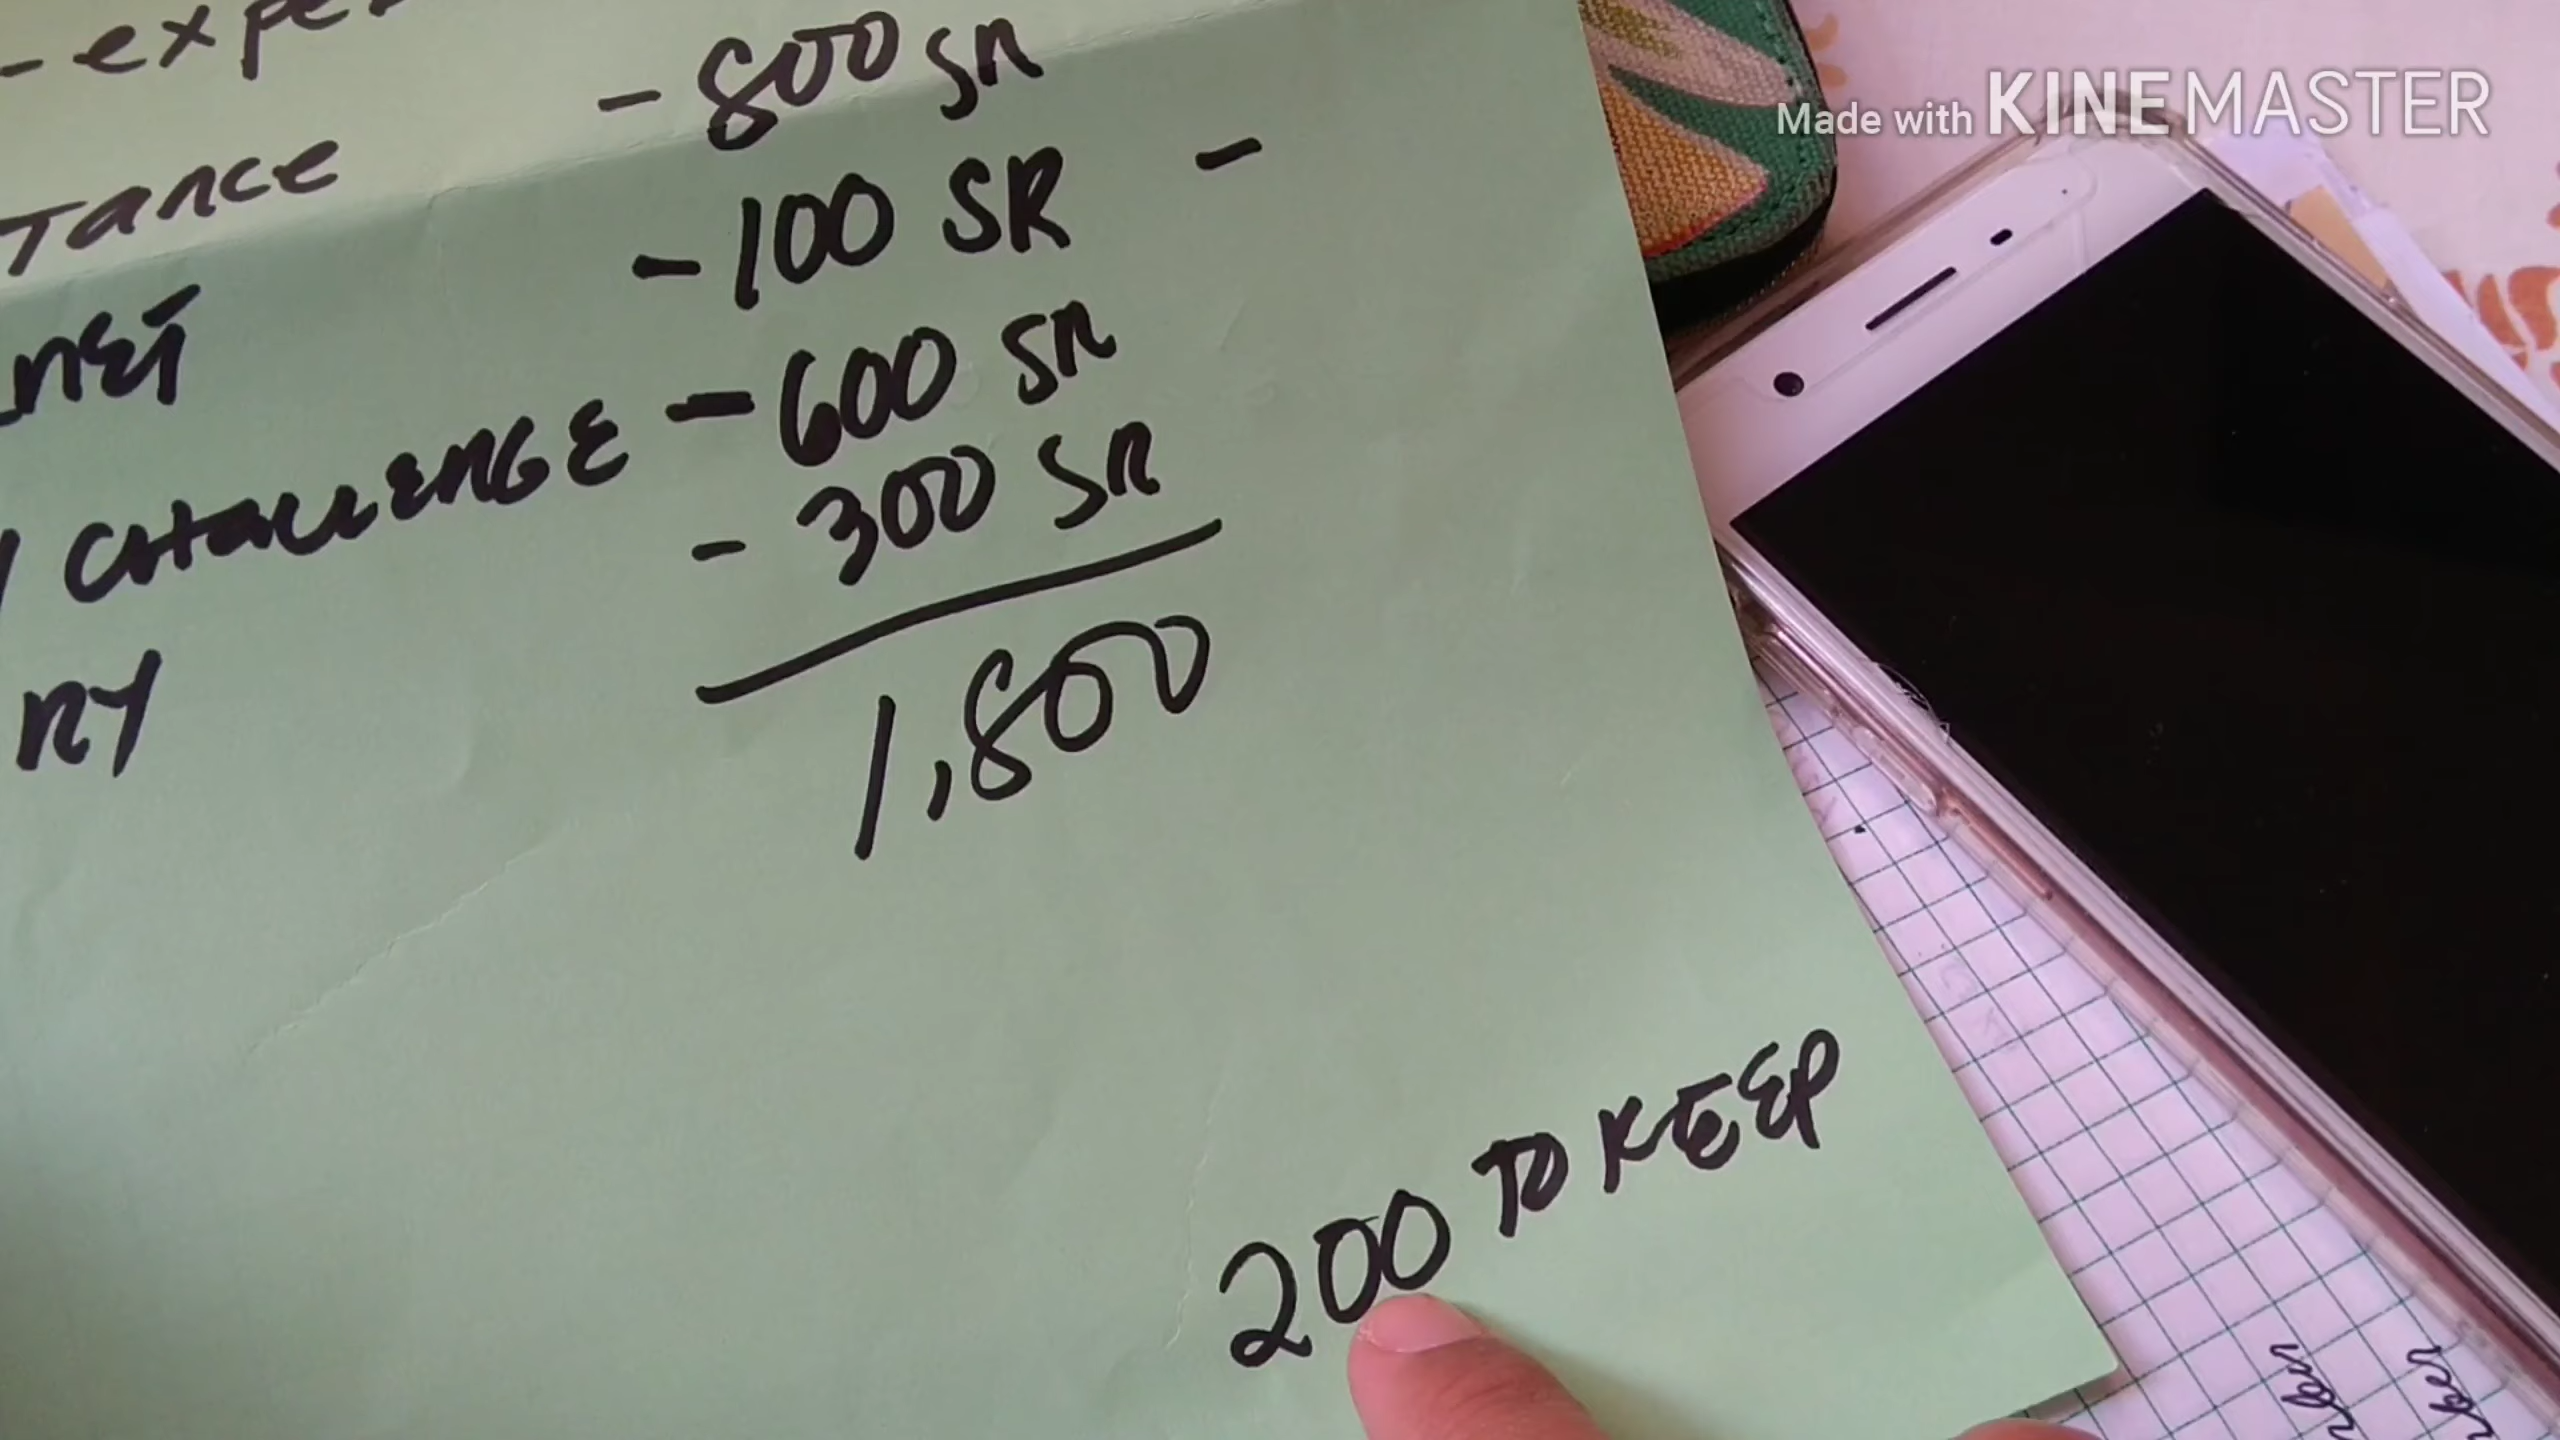 Made with KINEMASTER
- expe
- 800 SR
TANCE - 100 SR -
NET - 600 SR
CHALLENGE - 300 SR
RY 1,800
200 TO KEEP